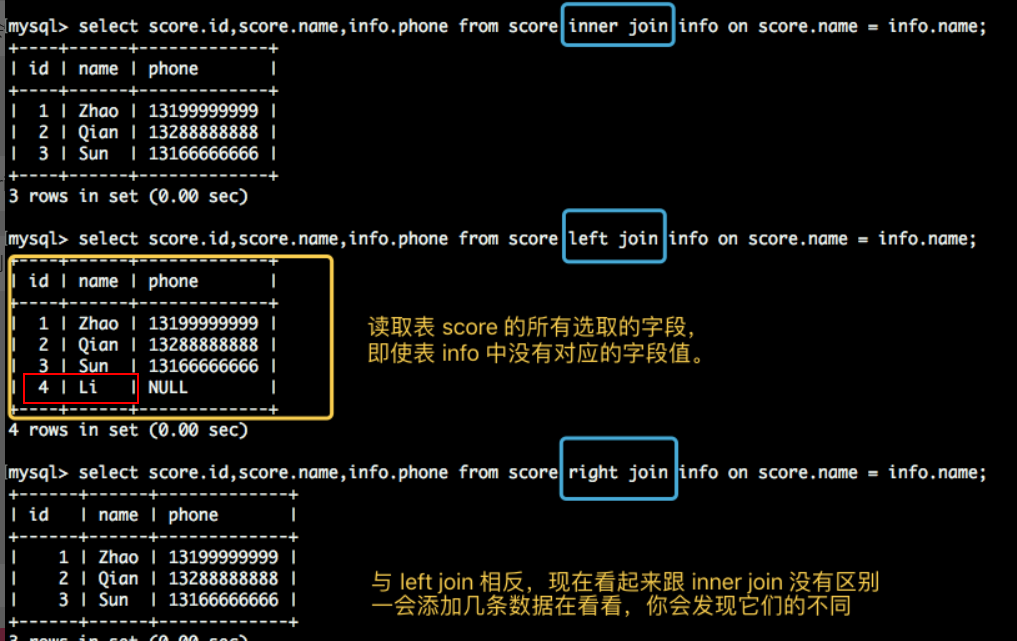 mysql> select score.id,score.name,info.phone from score inner join info on score.name = info.name;
+----+------+-------------+
| id | name | phone       |
+----+------+-------------+
|  1 | Zhao | 13199999999 |
|  2 | Qian | 13288888888 |
|  3 | Sun  | 13166666666 |
+----+------+-------------+
3 rows in set (0.00 sec)
mysql> select score.id,score.name,info.phone from score left join info on score.name = info.name;
+----+------+-------------+
| id | name | phone       |
+----+------+-------------+
|  1 | Zhao | 13199999999 |
|  2 | Qian | 13288888888 |
|  3 | Sun  | 13166666666 |
|  4 | Li   | NULL        |
+----+------+-------------+
读取表 score 的所有选取的字段，
即使表 info 中没有对应的字段值。
4 rows in set (0.00 sec)
mysql> select score.id,score.name,info.phone from score right join info on score.name = info.name;
+------+------+-------------+
| id   | name | phone       |
+------+------+-------------+
|    1 | Zhao | 13199999999 |
|    2 | Qian | 13288888888 |
|    3 | Sun  | 13166666666 |
+------+------+-------------+
与 left join 相反，现在看起来跟 inner join 没有区别
一会添加几条数据在看看，你会发现它们的不同
3 rows in set (0.00 sec)